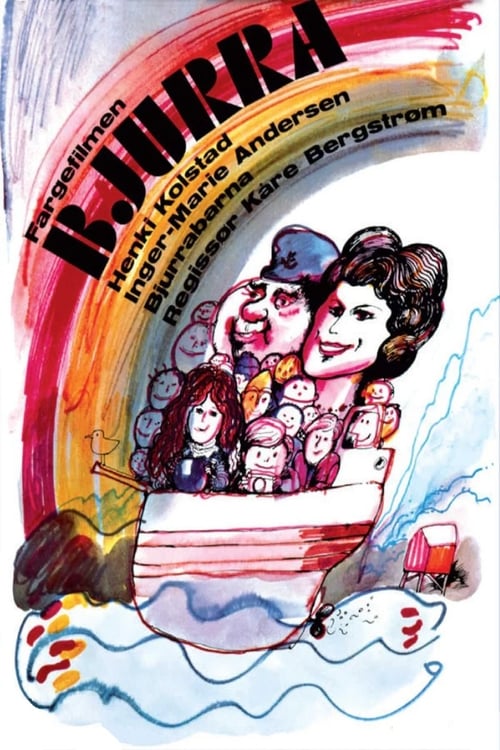 Fargefilmen
BJURRA
Henki Kolstad
Inger-Marie Andersen
Bjurrabarna
Regissør Kåre Bergstrøm